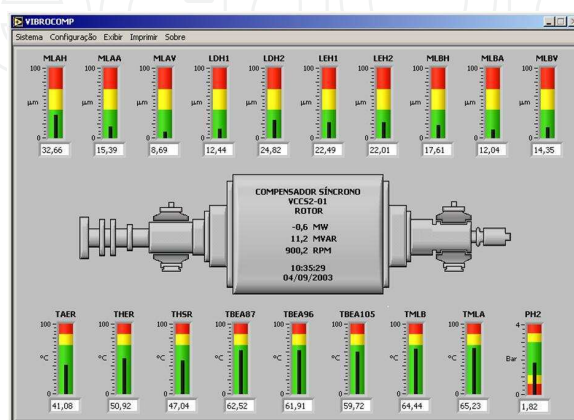 VIBROCOMP
Sistema Configuração Exibir Imprimir Sobre
MLAH MLAA MLAV LDH1 LDH2 LEH1 LEH2 MLBH MLBA MLBV
100 100 100 100 100 100 100 100 100 100
µm µm µm µm µm µm µm µm µm µm
0 0 0 0 0 0 0 0 0 0
32,66 15,39 8,69 12,44 24,82 22,49 22,01 17,61 12,04 14,35
COMPENSADOR SÍNCRONO
VCCS2-01
ROTOR
-0,6 MW
11,2 MVAR
900,2 RPM
10:35:29
04/09/2003
TAER THER THSR TBEA87 TBEA96 TBEA105 TMLB TMLA PH2
100 100 100 100 100 100 100 100 4
°C °C °C °C °C °C °C °C Bar
0 0 0 0 0 0 0 0 0
41,08 50,92 47,04 62,52 61,91 59,72 64,44 65,23 1,82